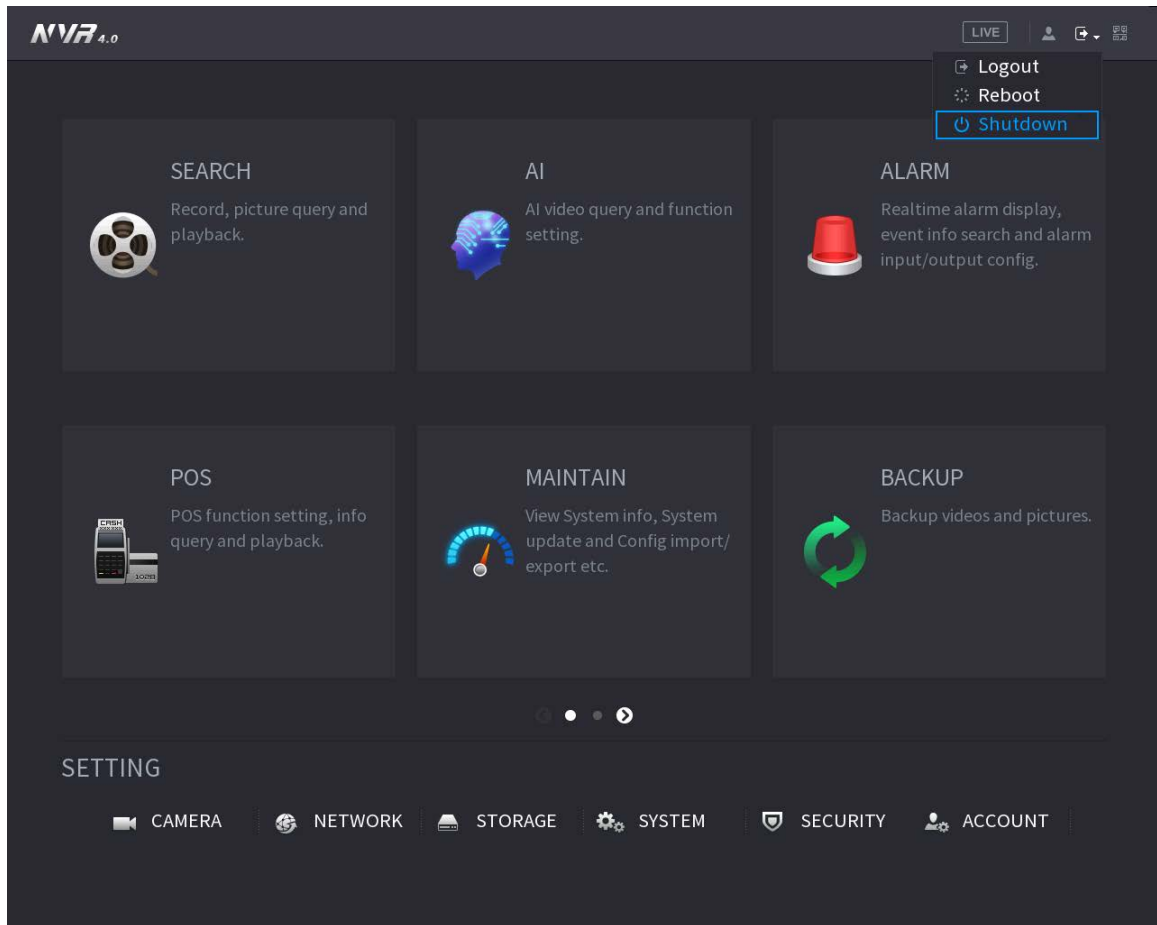 NVR 4.0
LIVE
Logout
Reboot
Shutdown
SEARCH
Record, picture query and
playback.
AI
AI video query and function
setting.
ALARM
Realtime alarm display,
event info search and alarm
input/output config.
POS
POS function setting, info
query and playback.
CASH
MAINTAIN
View System info, System
update and Config import/
export etc.
BACKUP
Backup videos and pictures.
SETTING
CAMERA
NETWORK
STORAGE
SYSTEM
SECURITY
ACCOUNT